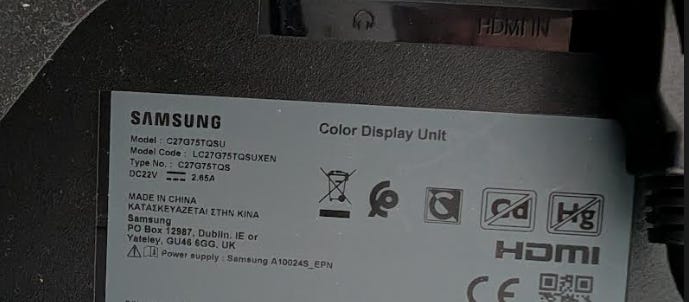 HDMI IN
SAMSUNG
Color Display Unit
Model : C27G75TQSU
Model Code : LC27G75TQSUXEN
Type No. : C27G75TQS
DC22V 2.65A
MADE IN CHINA
ΚΑΤΑΣΚΕΥΑΖΕΤΑΙ ΣΤΗΝ ΚΙΝΑ
Samsung
PO Box 12987, Dublin. IE or
Yateley, GU46 6GG. UK
Power supply : Samsung A10024S_EPN
Cd
Hg
HDMI
CE